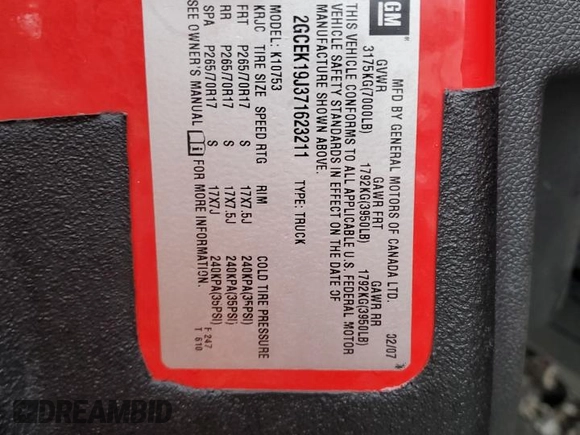 GM
MFD BY GENERAL MOTORS OF CANADA LTD. 02/07
GVWR GAWR FRT GAWR RR
3175KG(7000LB) 1792KG(3950LB) 1792KG(3950LB)
THIS VEHICLE CONFORMS TO ALL APPLICABLE U.S. FEDERAL MOTOR
VEHICLE SAFETY STANDARDS IN EFFECT ON THE DATE OF
MANUFACTURE SHOWN ABOVE.
2GCEK19J371623211 TYPE: TRUCK
MODEL: K10753
KRJC TIRE SIZE SPEED RTG RIM COLD TIRE PRESSURE
FRT P265/70R17 S 17X7.5J 240KPA(35PSI)
RR P265/70R17 S 17X7.5J 240KPA(35PSI)
SPA P265/70R17 S 17X7J 240KPA(35PSI)
SEE OWNER'S MANUAL i FOR MORE INFORMATION. F 247
T 610
DREAMBID